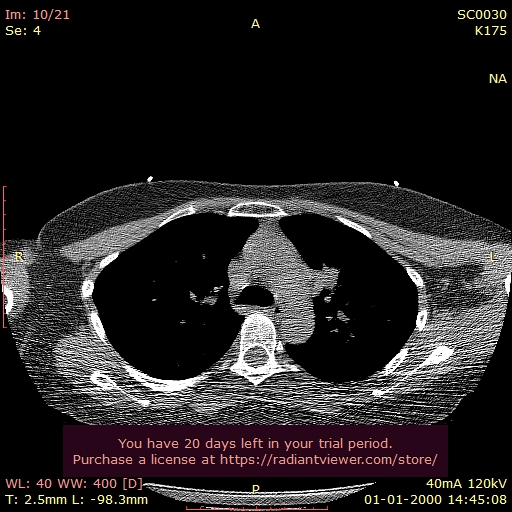 Im: 10/21
Se: 4
A
SC0030
K175
NA
R
L
You have 20 days left in your trial period.
Purchase a license at https://radiantviewer.com/store/
WL: 40 WW: 400 [D]
T: 2.5mm L: -98.3mm
P
40mA 120kV
01-01-2000 14:45:08